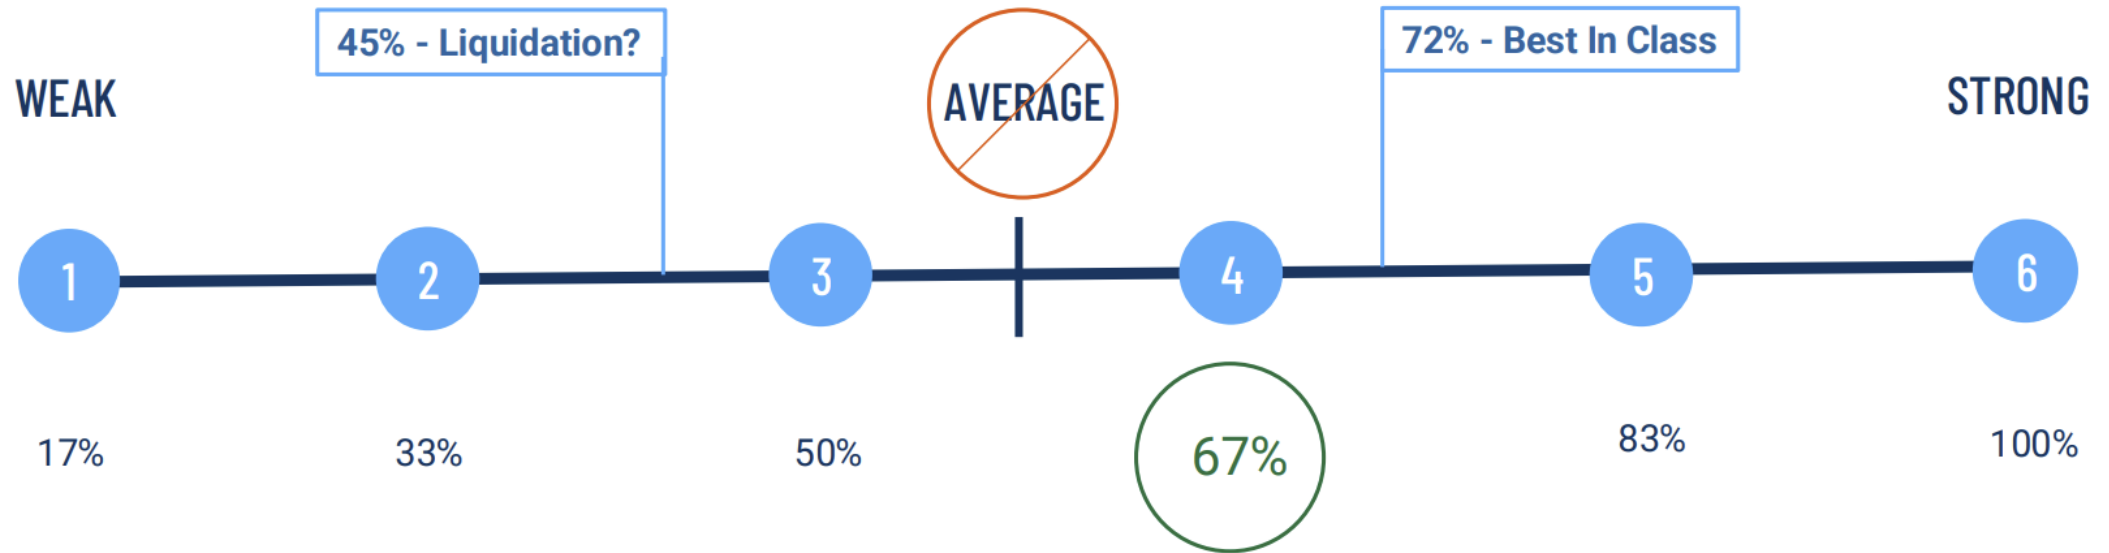 45% - Liquidation?
72% - Best In Class
WEAK
AVERAGE
STRONG
1
2
3
4
5
6
17%
33%
50%
67%
83%
100%